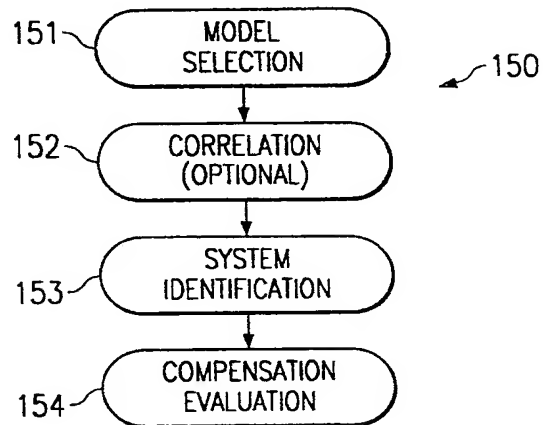 151
MODEL
SELECTION
150
152
CORRELATION
(OPTIONAL)
153
SYSTEM
IDENTIFICATION
154
COMPENSATION
EVALUATION